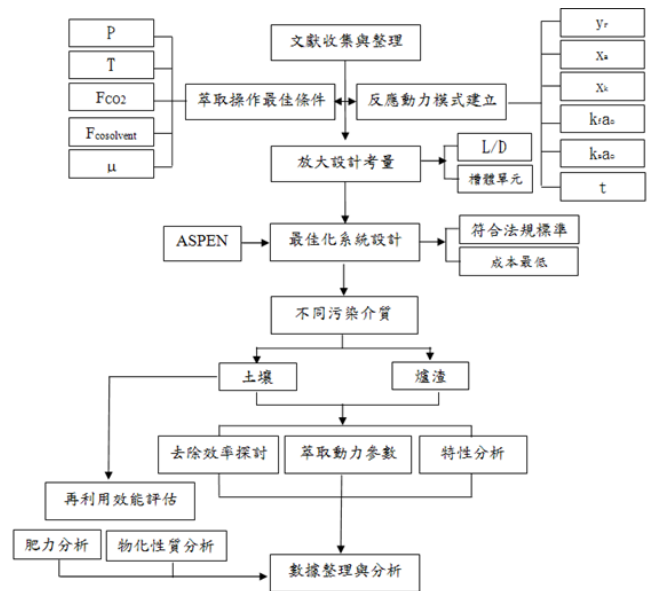 文獻收集與整理
P
T
FCO2
Fcosolvent
μ
萃取操作最佳條件
反應動力模式建立
yr
xa
xk
kfao
t
放大設計考量
L/D
槽體單元
ASPEN
最佳化系統設計
符合法規標準
成本最低
不同污染介質
土壤
爐渣
去除效率探討
萃取動力參數
特性分析
再利用效能評估
肥力分析
物化性質分析
數據整理與分析